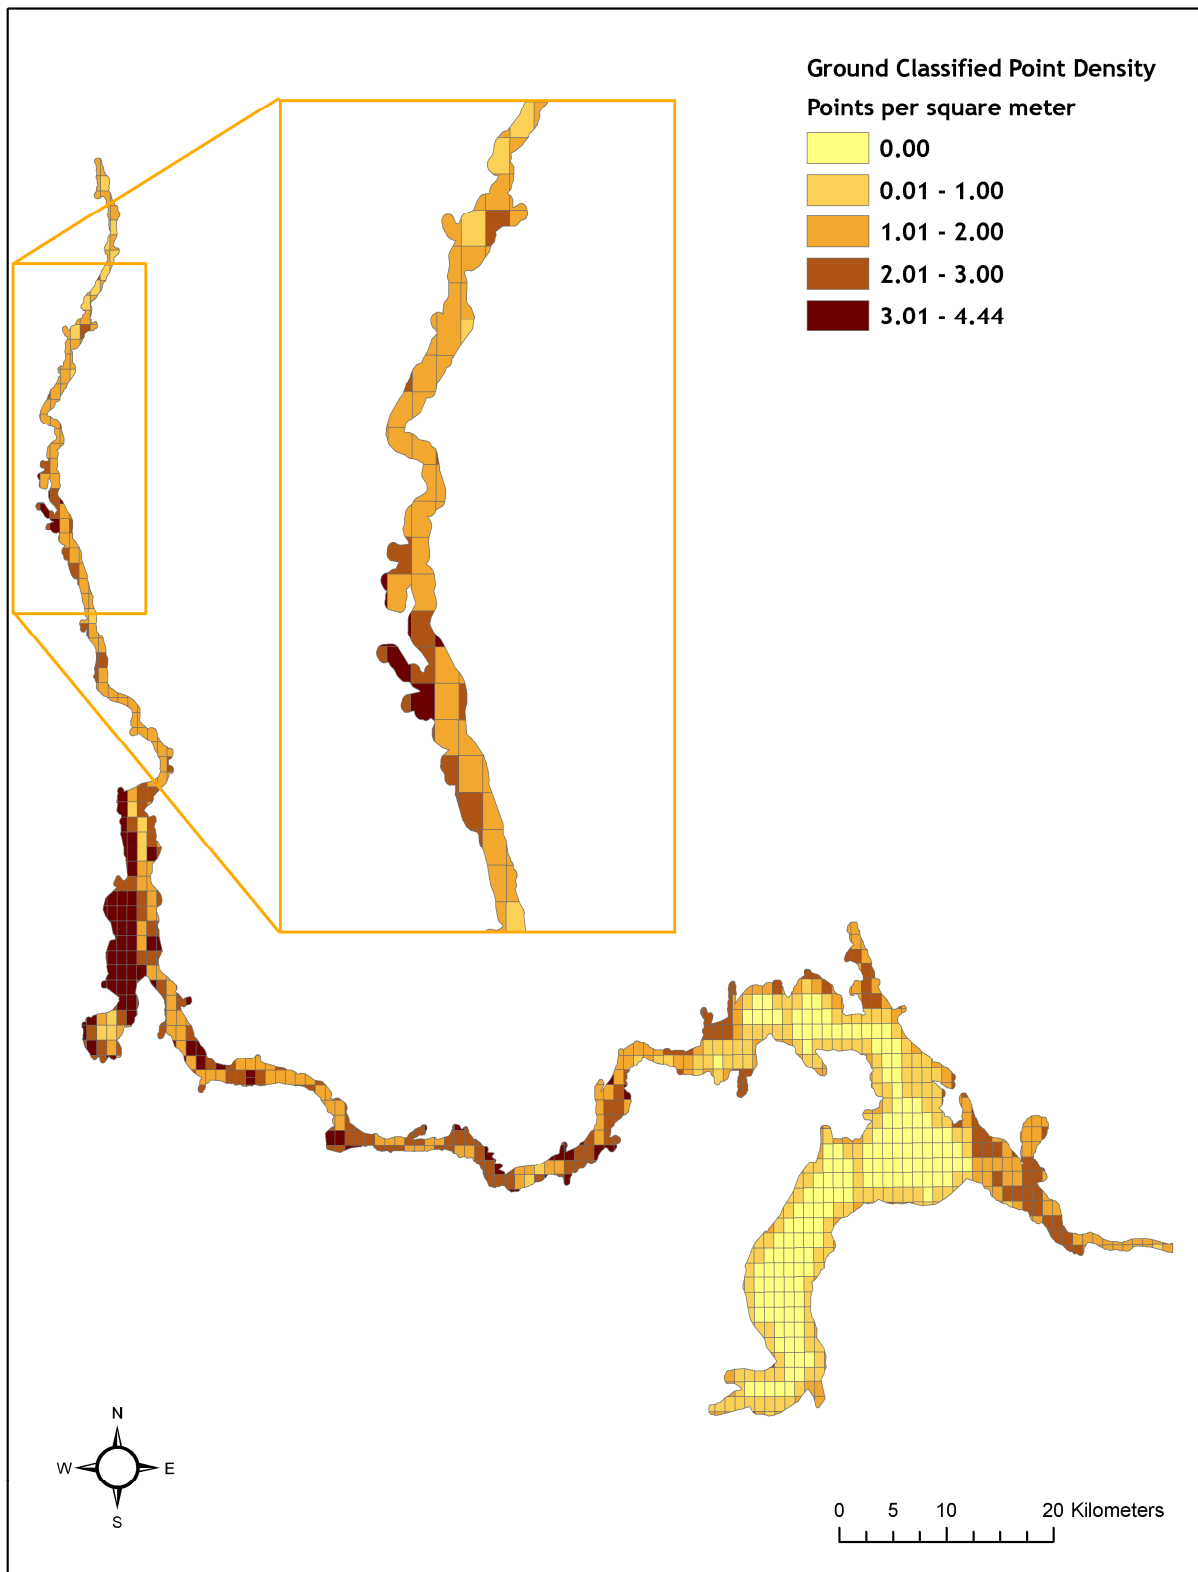 Ground Classified Point Density
Points per square meter
0.00
0.01 - 1.00
1.01 - 2.00
2.01 - 3.00
3.01 - 4.44
N
W E
S
0 5 10 20 Kilometers